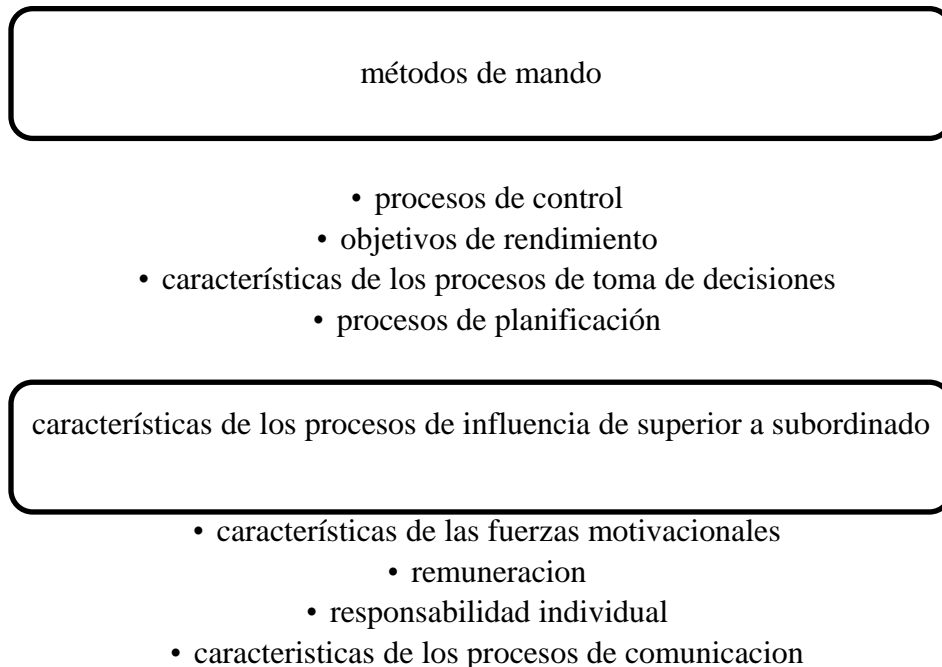 métodos de mando
• procesos de control
• objetivos de rendimiento
• características de los procesos de toma de decisiones
• procesos de planificación
características de los procesos de influencia de superior a subordinado
• características de las fuerzas motivacionales
• remuneracion
• responsabilidad individual
• caracteristicas de los procesos de comunicacion